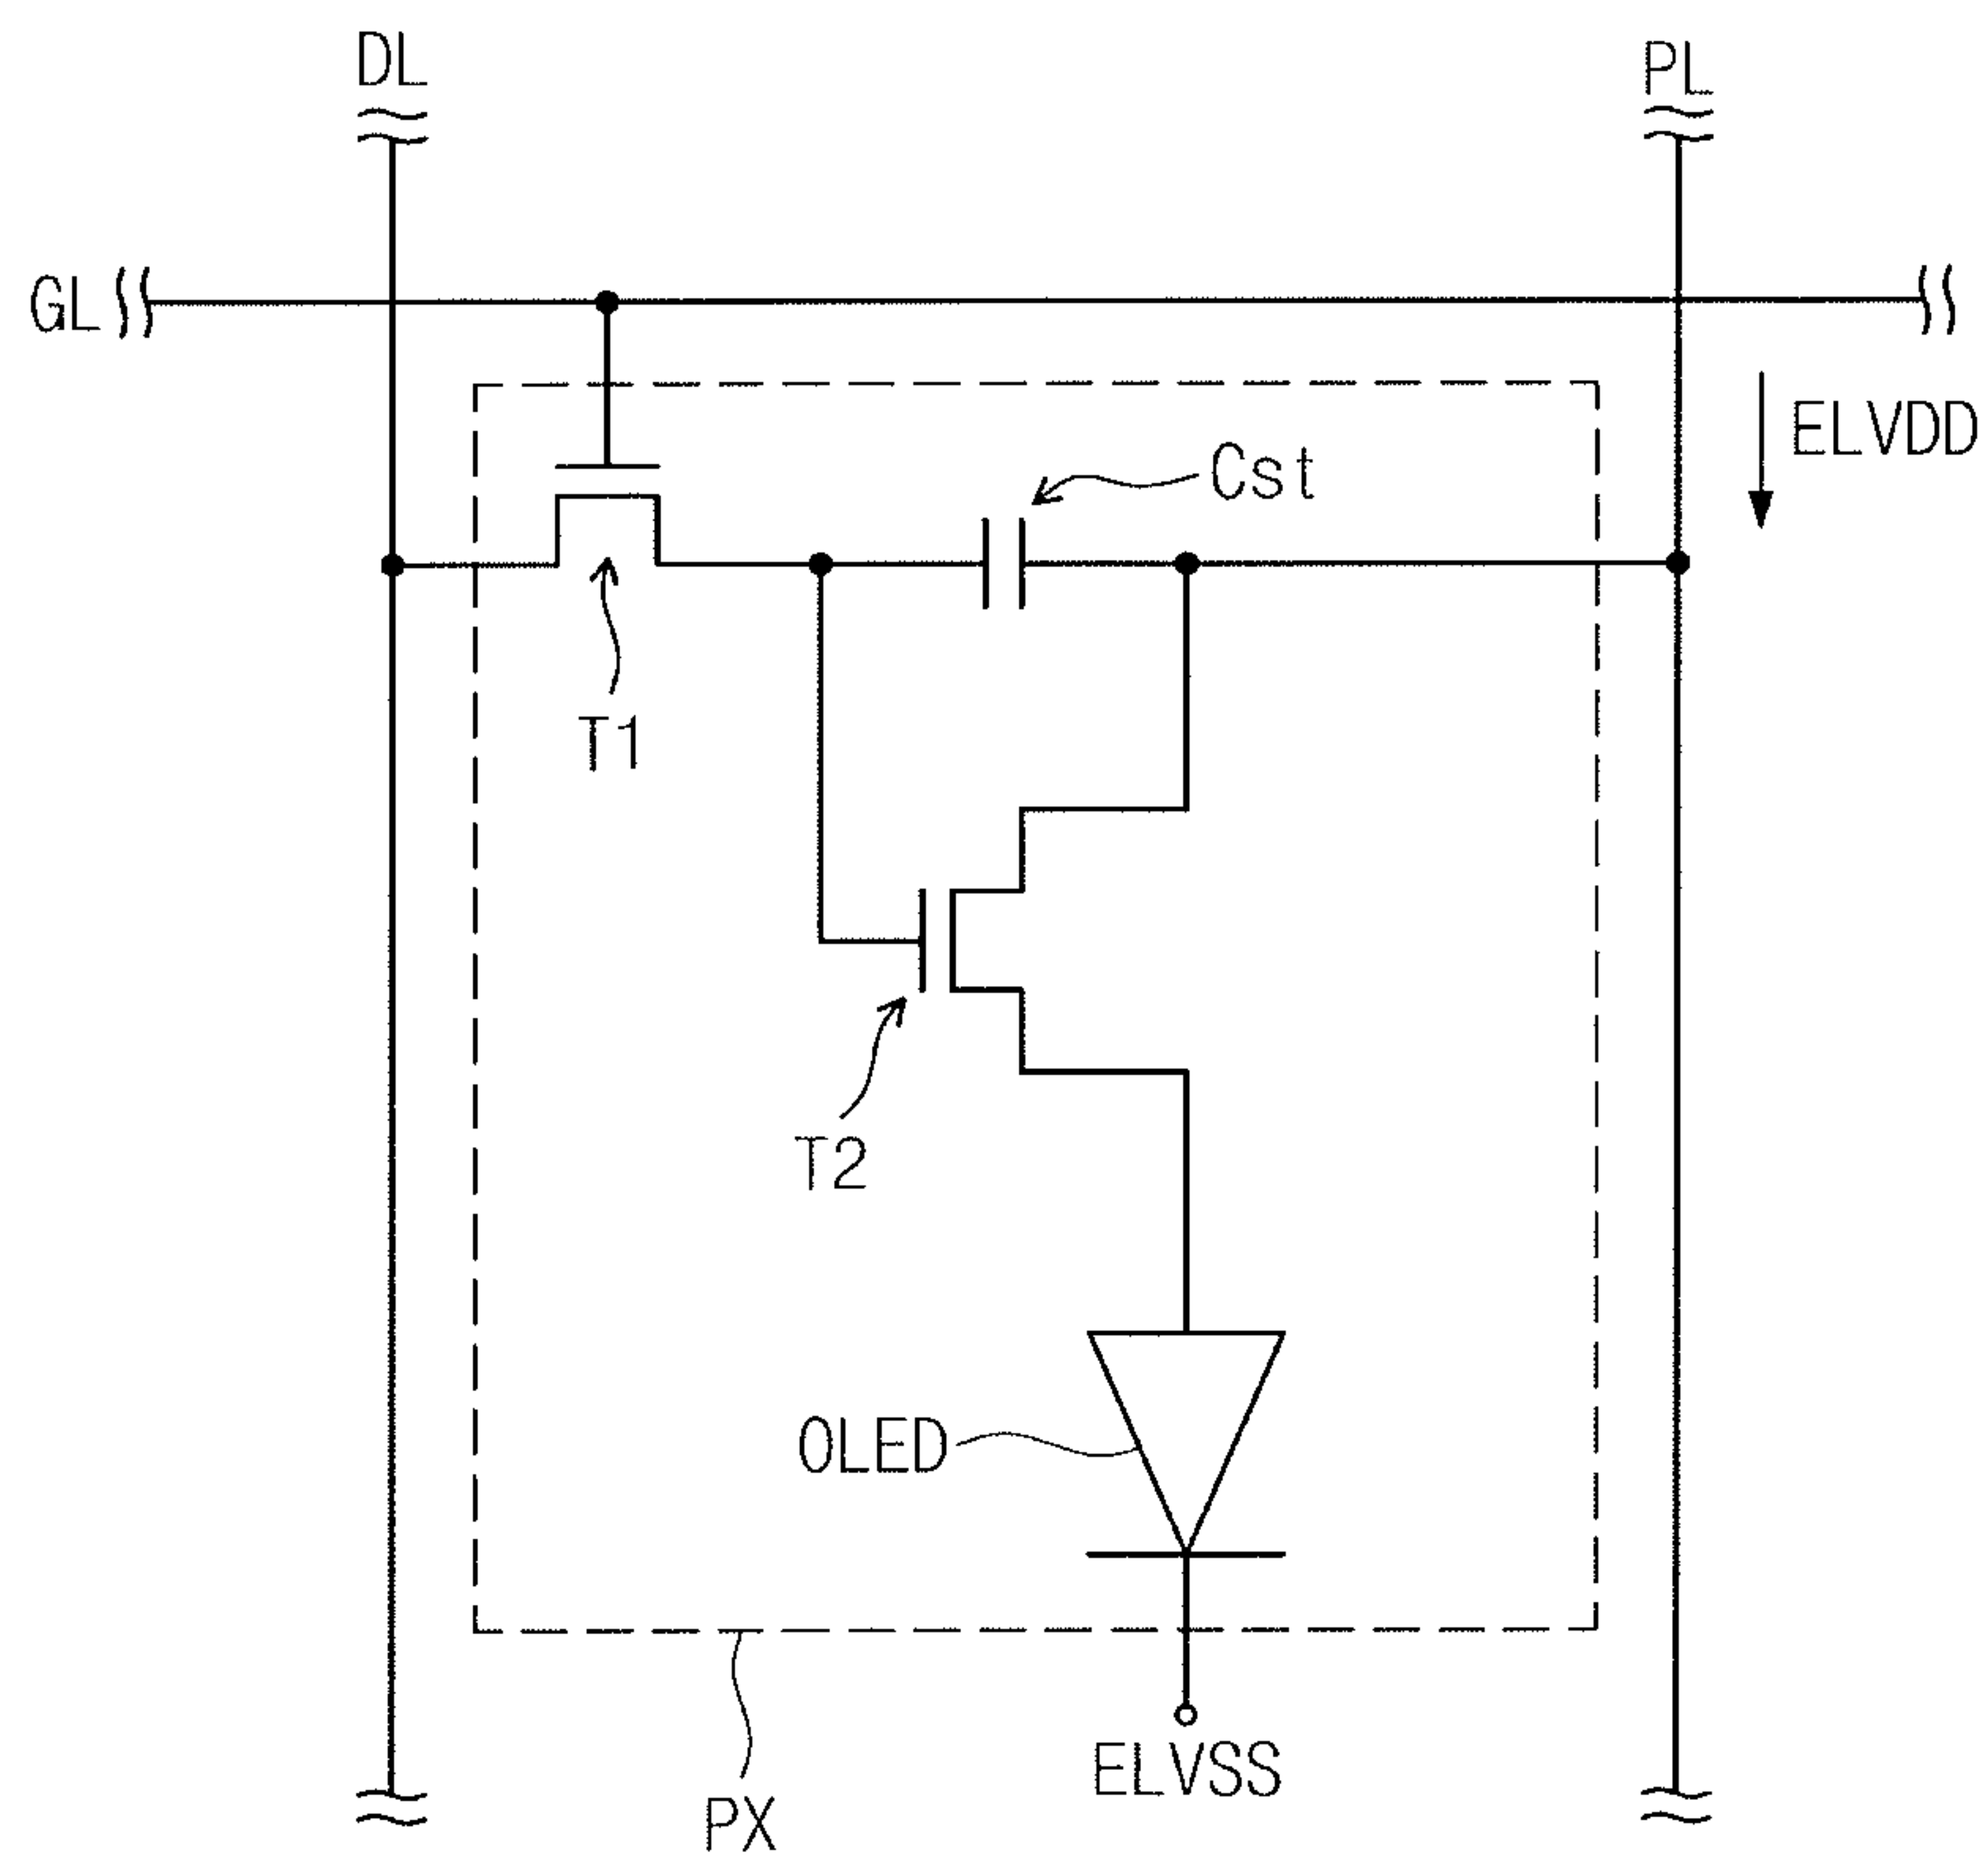 DL
PL
GL
ELVDD
Cst
T1
T2
OLED
ELVSS
PX